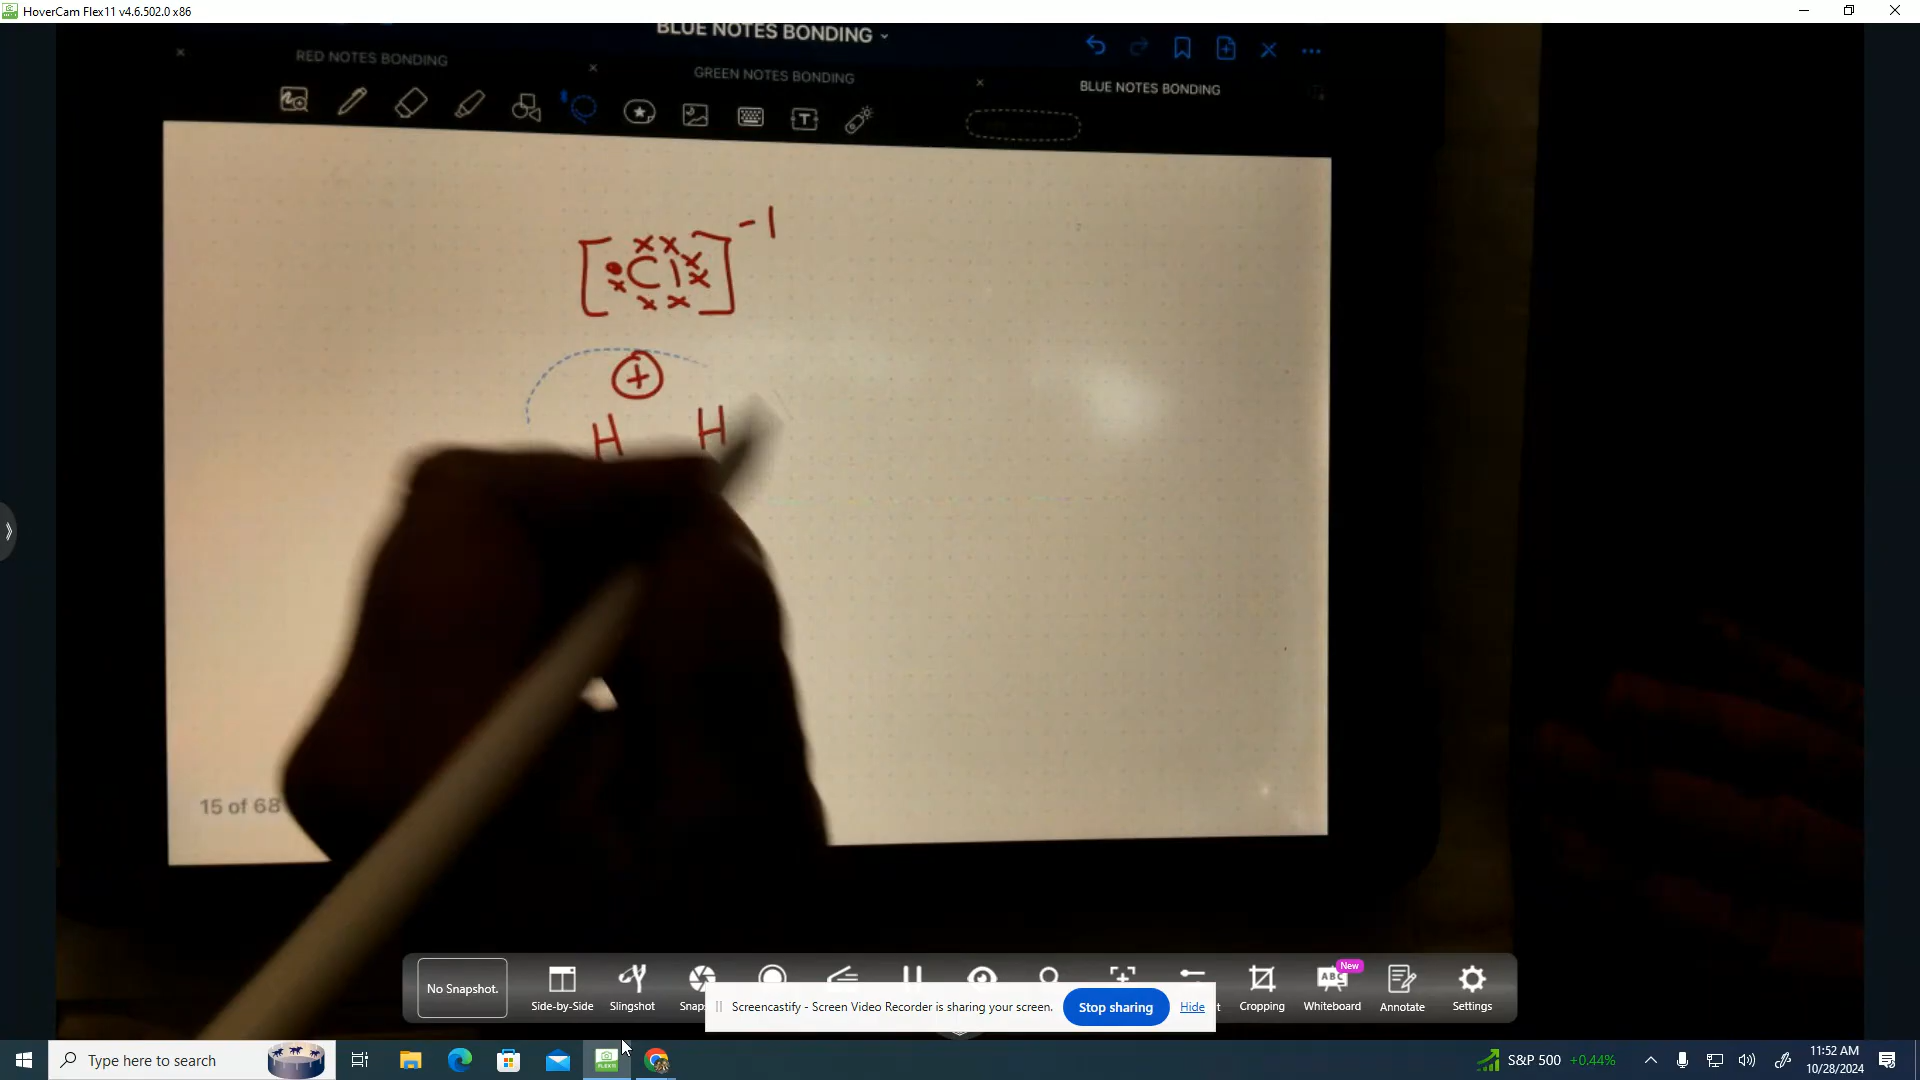 HoverCam Flex11 v4.6.502.0 x86
BLUE NOTES BONDING
RED NOTES BONDING
GREEN NOTES BONDING
BLUE NOTES BONDING
T
[Cl]
-1
+
H H
15 of 68
No Snapshot.
Side-by-Side
Slingshot
Cropping
New
ABC
Whiteboard
Annotate
Settings
Screencastify - Screen Video Recorder is sharing your screen.
Stop sharing
Hide
Type here to search
FLEX11
S&P 500 +0.44%
11:52 AM
10/28/2024